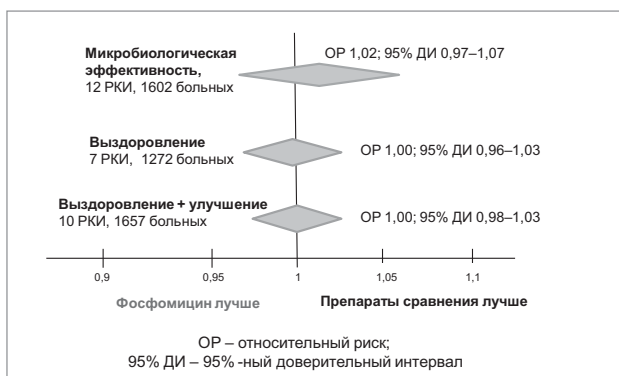 Микробиологическая
эффективность,
12 РКИ, 1602 больных
ОР 1,02; 95% ДИ 0,97–1,07
Выздоровление
7 РКИ, 1272 больных
ОР 1,00; 95% ДИ 0,96–1,03
Выздоровление + улучшение
10 РКИ, 1657 больных
ОР 1,00; 95% ДИ 0,98–1,03
0,9 0,95 1 1,05 1,1
Фосфомицин лучше Препараты сравнения лучше
ОР – относительный риск;
95% ДИ – 95% -ный доверительный интервал